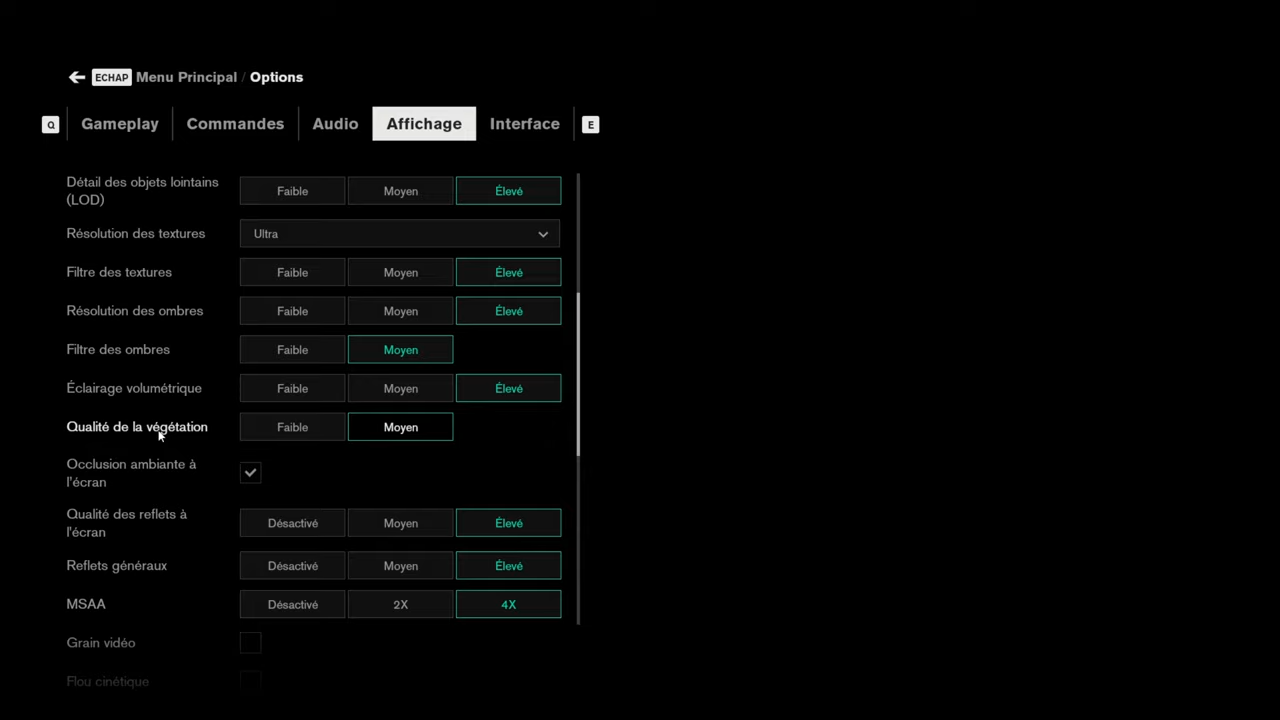 ECHAP Menu Principal / Options
Q Gameplay Commandes Audio Affichage Interface E
Détail des objets lointains
(LOD)
Faible Moyen Élevé
Résolution des textures Ultra
Filtre des textures Faible Moyen Élevé
Résolution des ombres Faible Moyen Élevé
Filtre des ombres Faible Moyen
Éclairage volumétrique Faible Moyen Élevé
Qualité de la végétation Faible Moyen
Occlusion ambiante à
l'écran
Qualité des reflets à
l'écran
Désactivé Moyen Élevé
Reflets généraux Désactivé Moyen Élevé
MSAA Désactivé 2X 4X
Grain vidéo
Flou cinétique